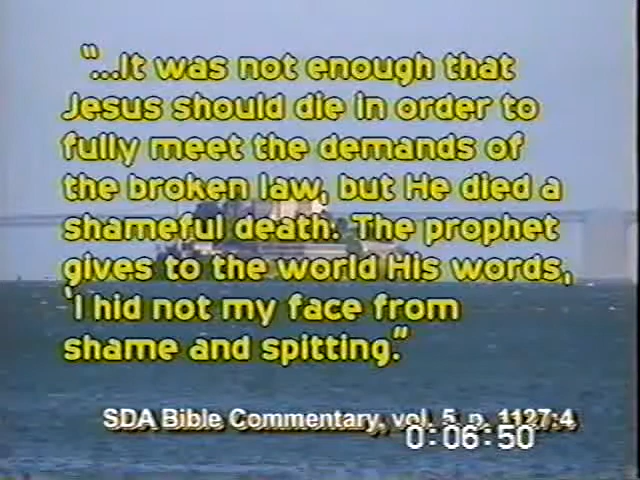 “...It was not enough that
Jesus should die in order to
fully meet the demands of
the broken law, but He died a
shameful death. The prophet
gives to the world His words,
‘I hid not my face from
shame and spitting.”
SDA Bible Commentary, vol. 5, p. 1127:4
0:06:50